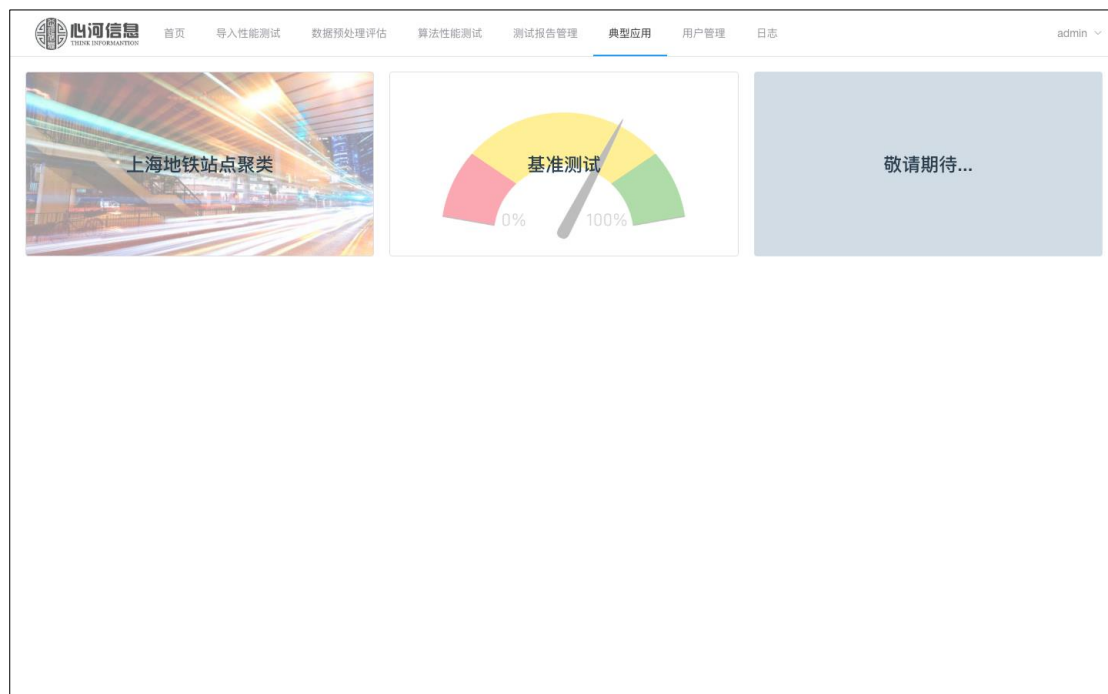 心河信息
THINK INFORMANTION
首页 导入性能测试 数据预处理评估 算法性能测试 测试报告管理 典型应用 用户管理 日志 admin
上海地铁站点聚类
基准测试
0% 100%
敬请期待...